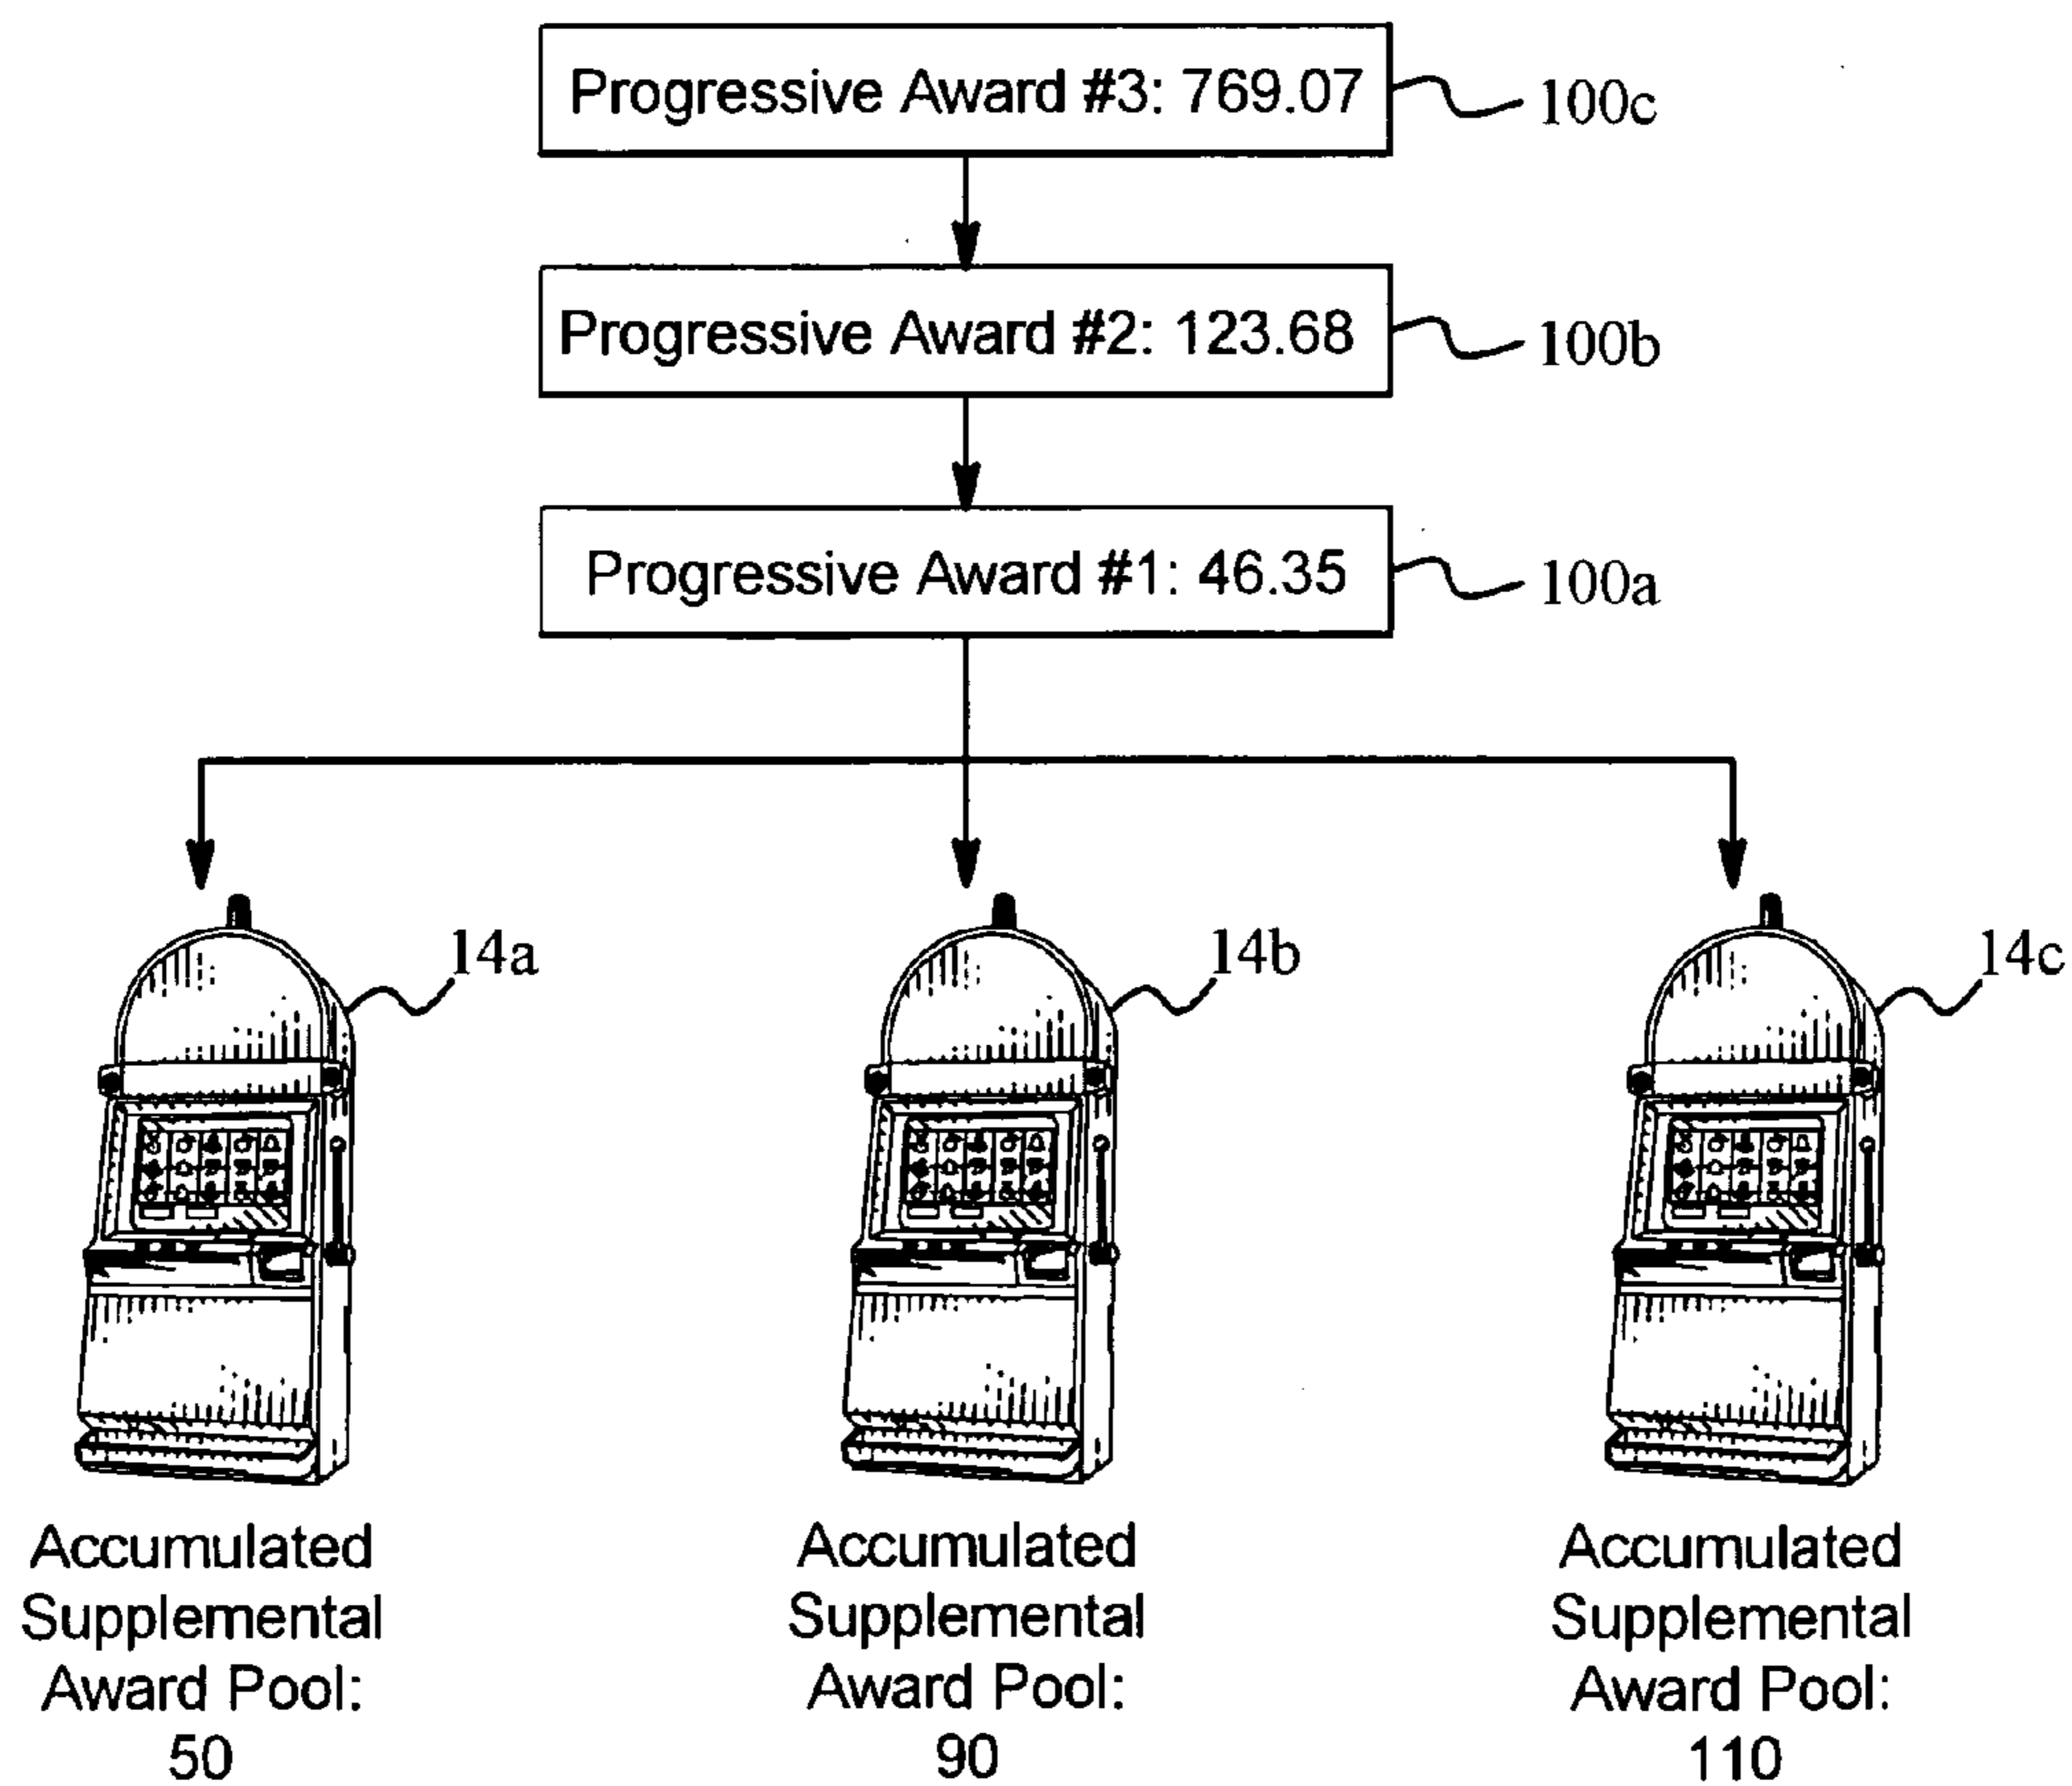 Progressive Award #3: 769.07
100c
Progressive Award #2: 123.68
100b
Progressive Award #1: 46.35
100a
14a
14b
14c
Accumulated
Supplemental
Award Pool:
50
Accumulated
Supplemental
Award Pool:
90
Accumulated
Supplemental
Award Pool:
110